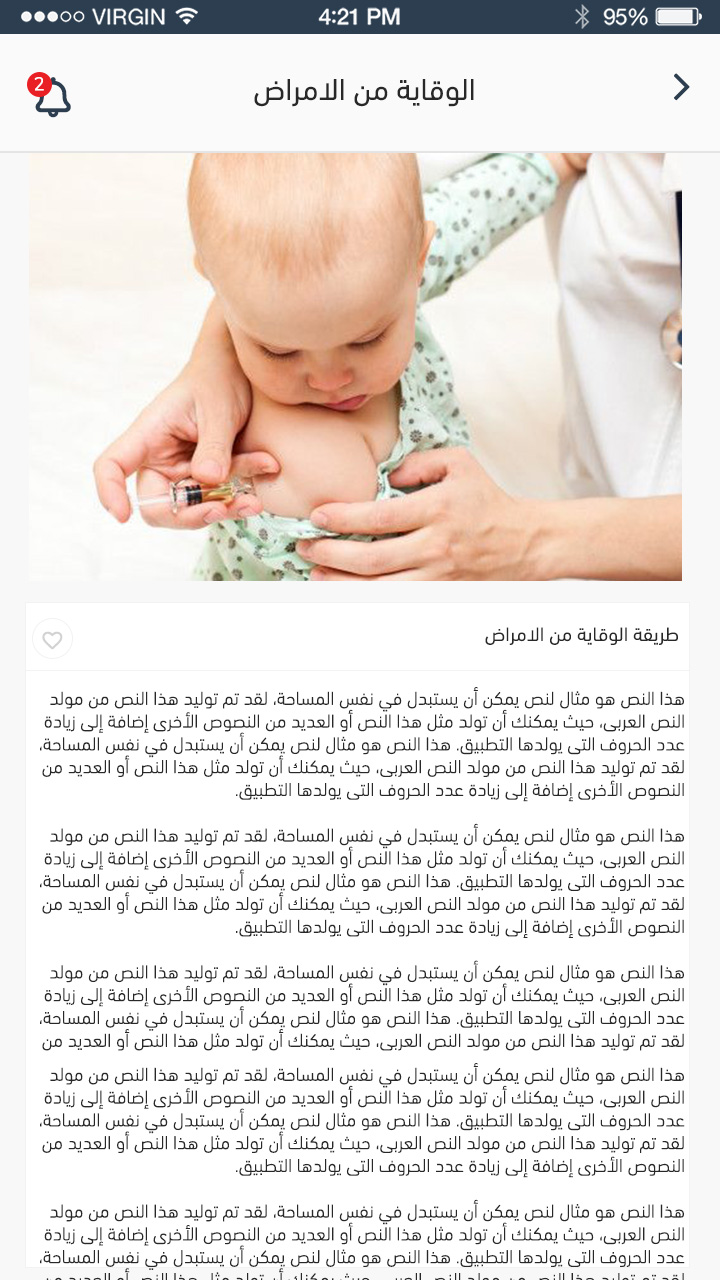 ●●●○○ VIRGIN 4:21 PM 95%
2
الوقاية من الامراض
طريقة الوقاية من الامراض
هذا النص هو مثال لنص يمكن أن يستبدل في نفس المساحة، لقد تم توليد هذا النص من مولد
النص العربى، حيث يمكنك أن تولد مثل هذا النص أو العديد من النصوص الأخرى إضافة إلى زيادة
عدد الحروف التى يولدها التطبيق. هذا النص هو مثال لنص يمكن أن يستبدل في نفس المساحة،
لقد تم توليد هذا النص من مولد النص العربى، حيث يمكنك أن تولد مثل هذا النص أو العديد من
النصوص الأخرى إضافة إلى زيادة عدد الحروف التى يولدها التطبيق.
هذا النص هو مثال لنص يمكن أن يستبدل في نفس المساحة، لقد تم توليد هذا النص من مولد
النص العربى، حيث يمكنك أن تولد مثل هذا النص أو العديد من النصوص الأخرى إضافة إلى زيادة
عدد الحروف التى يولدها التطبيق. هذا النص هو مثال لنص يمكن أن يستبدل في نفس المساحة،
لقد تم توليد هذا النص من مولد النص العربى، حيث يمكنك أن تولد مثل هذا النص أو العديد من
النصوص الأخرى إضافة إلى زيادة عدد الحروف التى يولدها التطبيق.
هذا النص هو مثال لنص يمكن أن يستبدل في نفس المساحة، لقد تم توليد هذا النص من مولد
النص العربى، حيث يمكنك أن تولد مثل هذا النص أو العديد من النصوص الأخرى إضافة إلى زيادة
عدد الحروف التى يولدها التطبيق. هذا النص هو مثال لنص يمكن أن يستبدل في نفس المساحة،
لقد تم توليد هذا النص من مولد النص العربى، حيث يمكنك أن تولد مثل هذا النص أو العديد من
هذا النص هو مثال لنص يمكن أن يستبدل في نفس المساحة، لقد تم توليد هذا النص من مولد
النص العربى، حيث يمكنك أن تولد مثل هذا النص أو العديد من النصوص الأخرى إضافة إلى زيادة
عدد الحروف التى يولدها التطبيق. هذا النص هو مثال لنص يمكن أن يستبدل في نفس المساحة،
لقد تم توليد هذا النص من مولد النص العربى، حيث يمكنك أن تولد مثل هذا النص أو العديد من
النصوص الأخرى إضافة إلى زيادة عدد الحروف التى يولدها التطبيق.
هذا النص هو مثال لنص يمكن أن يستبدل في نفس المساحة، لقد تم توليد هذا النص من مولد
النص العربى، حيث يمكنك أن تولد مثل هذا النص أو العديد من النصوص الأخرى إضافة إلى زيادة
عدد الحروف التى يولدها التطبيق. هذا النص هو مثال لنص يمكن أن يستبدل في نفس المساحة،